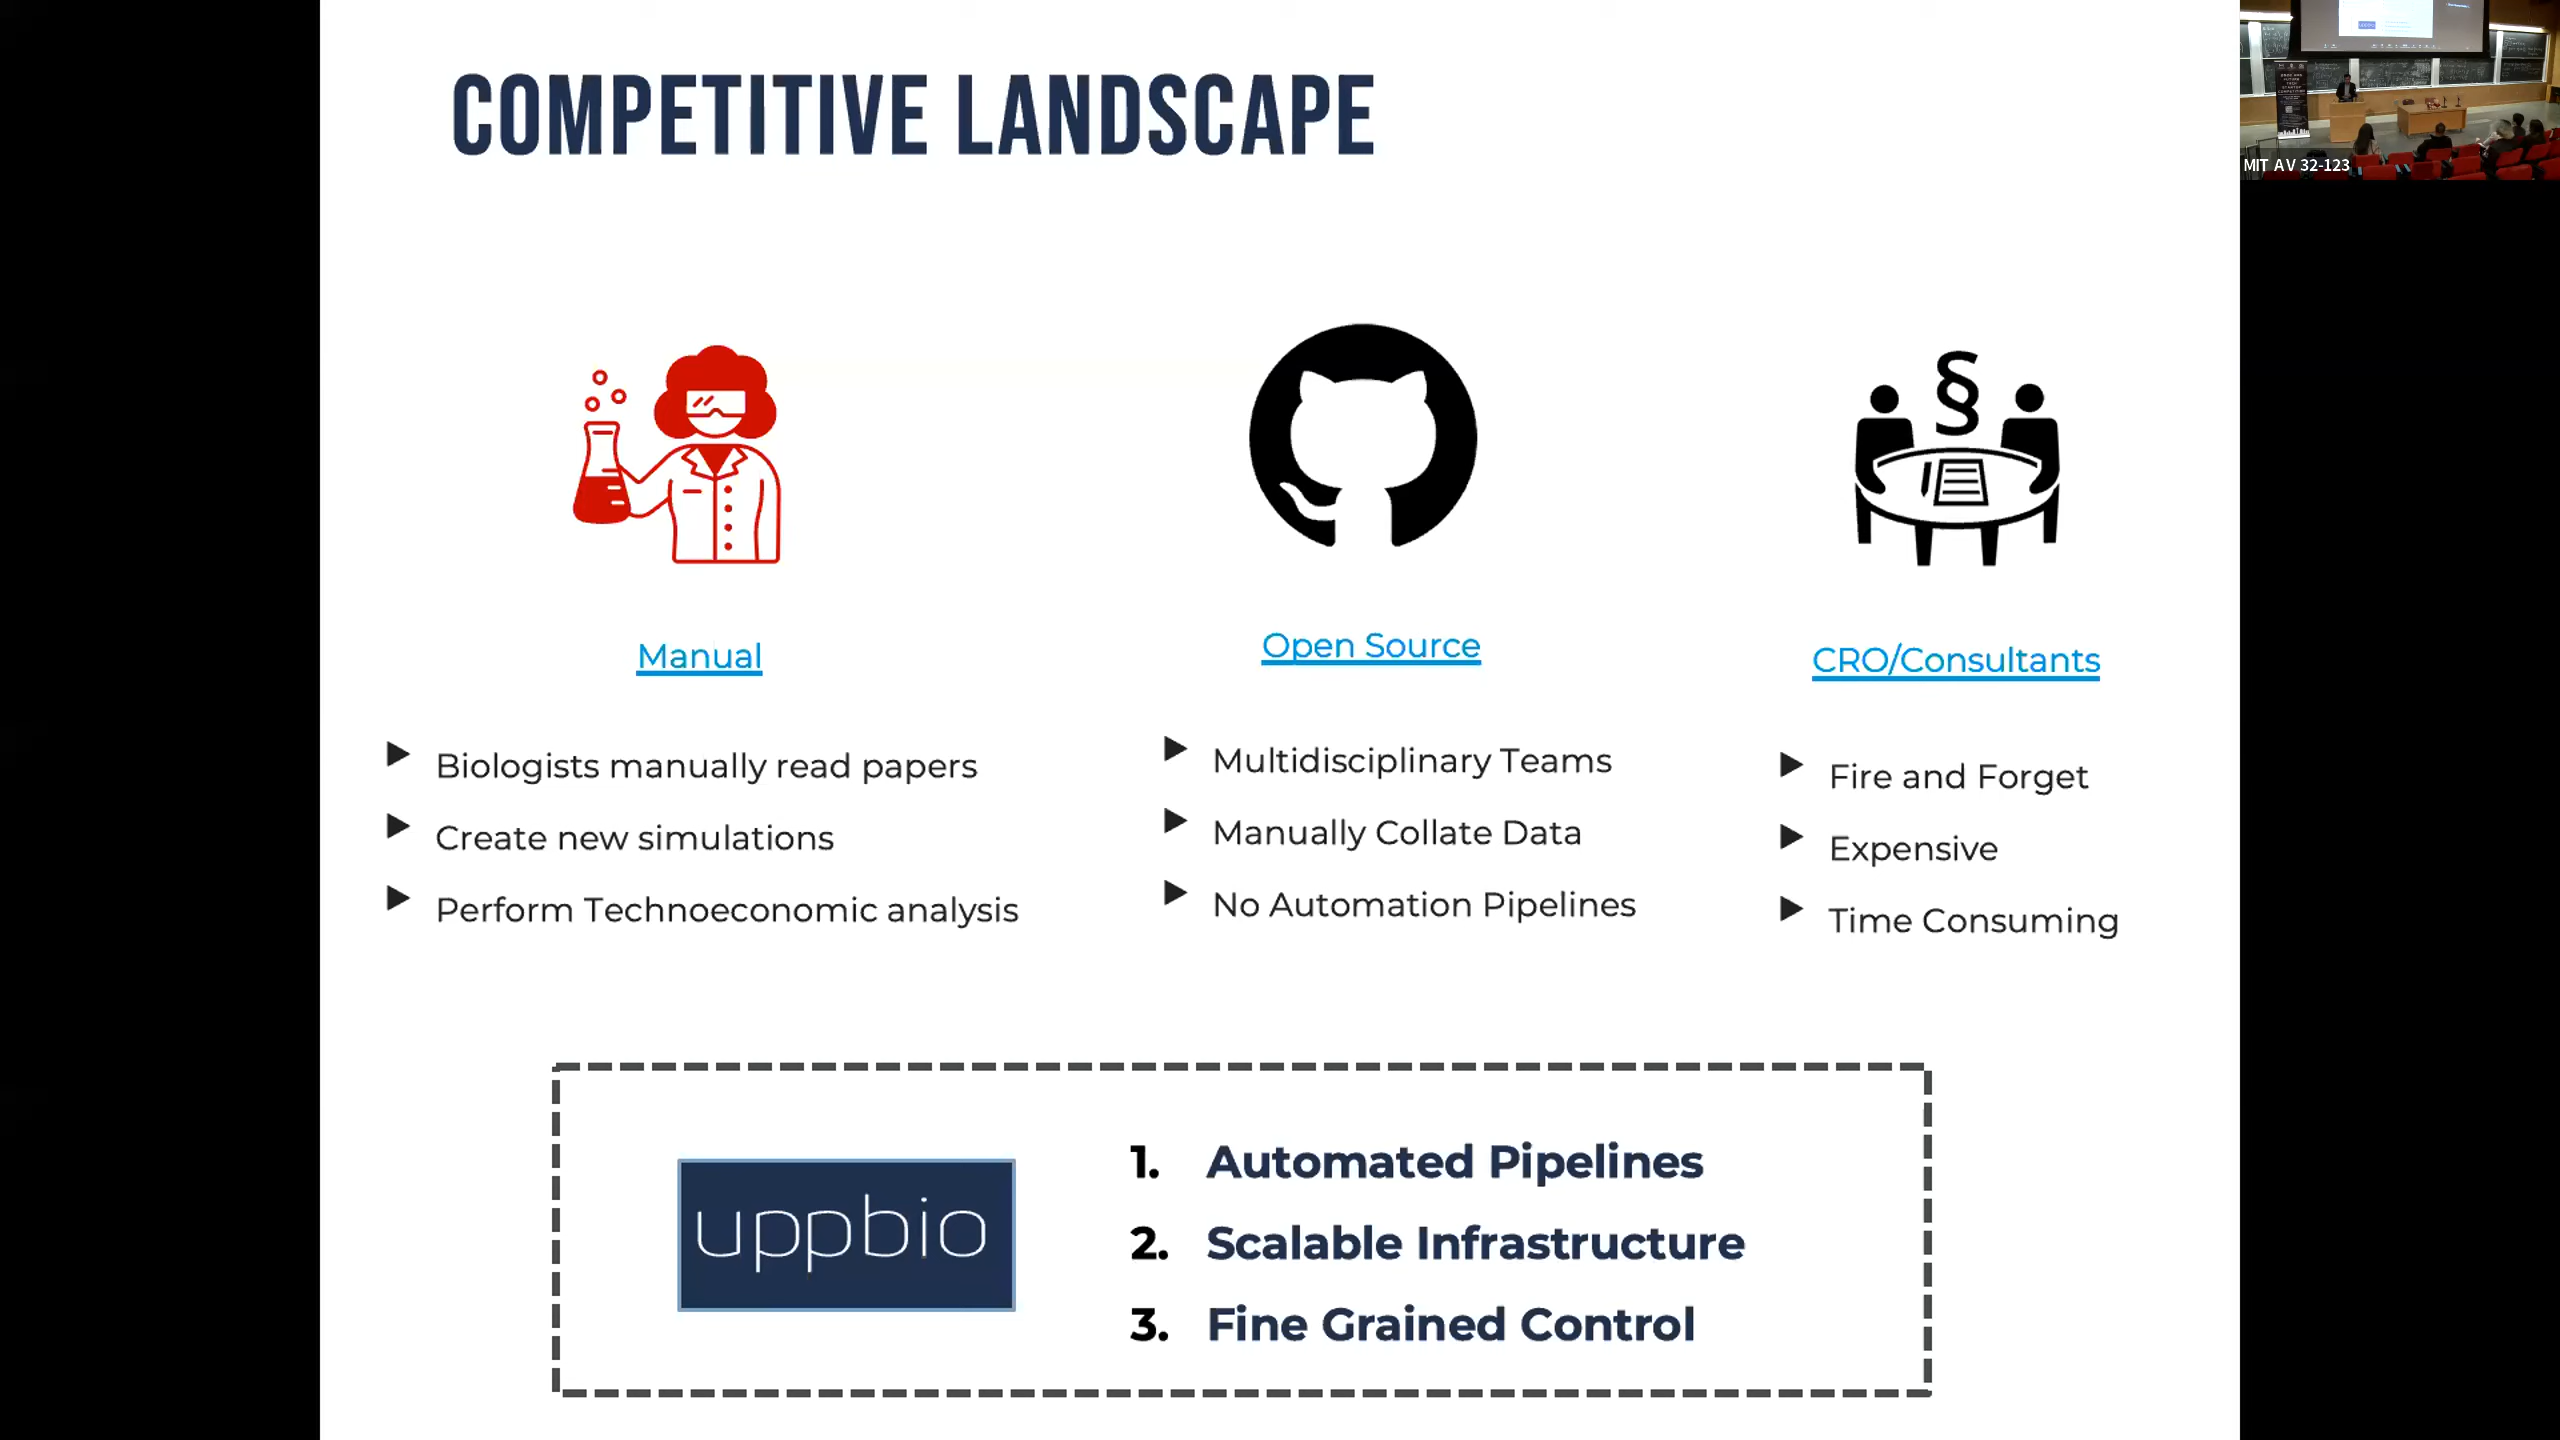 COMPETITIVE LANDSCAPE
MIT AV 32-123
Manual
Biologists manually read papers
Create new simulations
Perform Technoeconomic analysis
Open Source
Multidisciplinary Teams
Manually Collate Data
No Automation Pipelines
§
CRO/Consultants
Fire and Forget
Expensive
Time Consuming
uppbio
1. Automated Pipelines
2. Scalable Infrastructure
3. Fine Grained Control